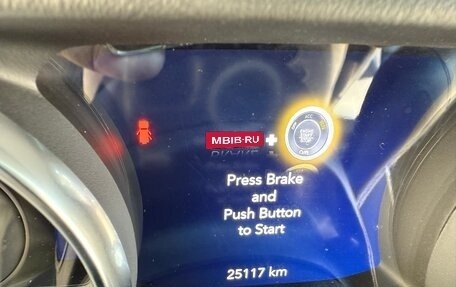 MBIB-RU
Press Brake
and
Push Button
to Start
25117 km